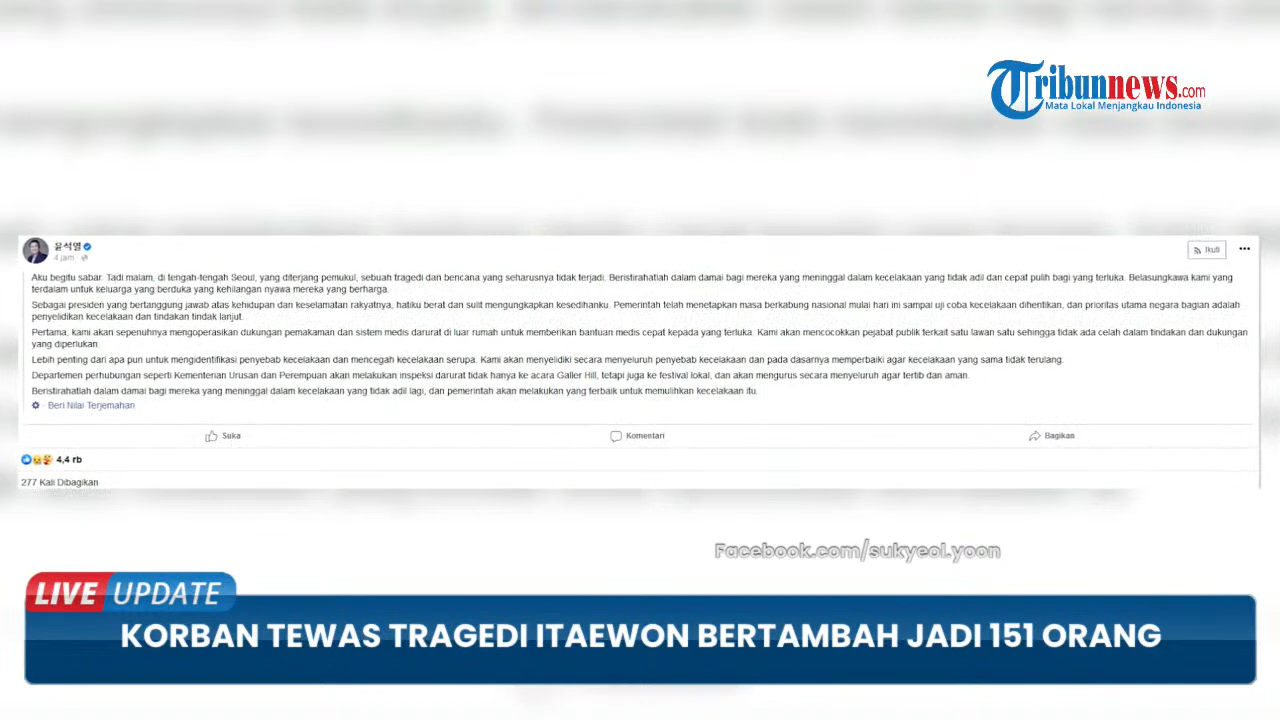 Tribunnews.com
Mata Lokal Menjangkau Indonesia
윤석열
4 jam
Ikuti
Aku begitu sabar. Tadi malam, di tengah-tengah Seoul, yang diterjang pemukul, sebuah tragedi dan bencana yang seharusnya tidak terjadi. Beristirahatlah dalam damai bagi mereka yang meninggal dalam kecelakaan yang tidak adil dan cepat pulih bagi yang terluka. Belasungkawa kami yang
terdalam untuk keluarga yang berduka yang kehilangan nyawa mereka yang berharga.
Sebagai presiden yang bertanggung jawab atas kehidupan dan keselamatan rakyatnya, hatiku berat dan sulit mengungkapkan kesedihanku. Pemerintah telah menetapkan masa berkabung nasional mulai hari ini sampai uji coba kecelakaan dihentikan, dan prioritas utama negara bagian adalah
penyelidikan kecelakaan dan tindakan tindak lanjut.
Pertama, kami akan sepenuhnya mengoperasikan dukungan pemakaman dan sistem medis darurat di luar rumah untuk memberikan bantuan medis cepat kepada yang terluka. Kami akan mencocokkan pejabat publik terkait satu lawan satu sehingga tidak ada celah dalam tindakan dan dukungan
yang diperlukan.
Lebih penting dari apa pun untuk mengidentifikasi penyebab kecelakaan dan mencegah kecelakaan serupa. Kami akan menyelidiki secara menyeluruh penyebab kecelakaan dan pada dasarnya memperbaiki agar kecelakaan yang sama tidak terulang.
Departemen perhubungan seperti Kementerian Urusan dan Perempuan akan melakukan inspeksi darurat tidak hanya ke acara Galler Hill, tetapi juga ke festival lokal, dan akan mengurus secara menyeluruh agar tertib dan aman.
Beristirahatlah dalam damai bagi mereka yang meninggal dalam kecelakaan yang tidak adil lagi, dan pemerintah akan melakukan yang terbaik untuk memulihkan kecelakaan itu.
Beri Nilai Terjemahan
Suka
Komentari
Bagikan
4,4 rb
277 Kali Dibagikan
Facebook.com/sukyeol.yoon
LIVE UPDATE
KORBAN TEWAS TRAGEDI ITAEWON BERTAMBAH JADI 151 ORANG